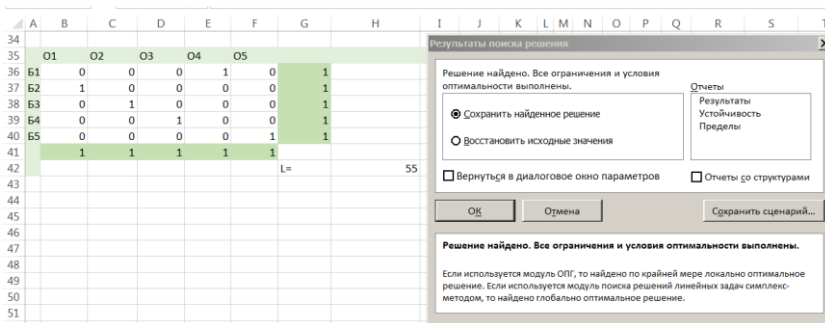 A B C D E F G H I J K L M N O P Q R S T
34
35 О1 О2 О3 О4 О5
36 Б1 0 0 0 1 0 1
37 Б2 1 0 0 0 0 1
38 Б3 0 1 0 0 0 1
39 Б4 0 0 1 0 0 1
40 Б5 0 0 0 0 1 1
41 1 1 1 1 1
42 L= 55
43
44
45
46
47
48
49
50
51
Результаты поиска решения
Решение найдено. Все ограничения и условия
оптимальности выполнены.
Сохранить найденное решение
Восстановить исходные значения
Отчеты
Результаты
Устойчивость
Пределы
Вернуться в диалоговое окно параметров
Отчеты со структурами
ОК
Отмена
Сохранить сценарий...
Решение найдено. Все ограничения и условия оптимальности выполнены.
Если используется модуль ОПГ, то найдено по крайней мере локально оптимальное
решение. Если используется модуль поиска решений линейных задач симплекс-
методом, то найдено глобально оптимальное решение.